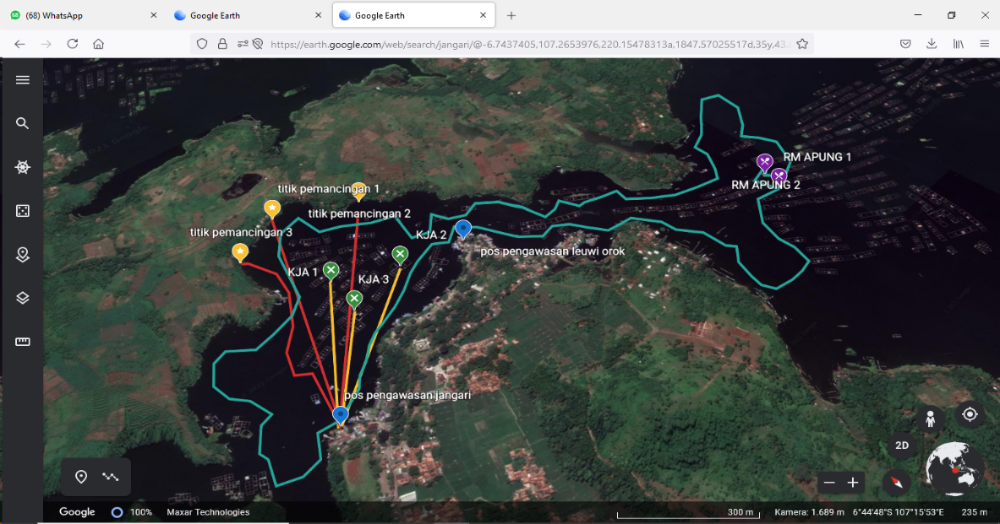 68
(68) WhatsApp
Google Earth
Google Earth
https://earth.google.com/web/search/jangari/@-6.7437405,107.2653976,220.15478313a,1847.57025517d,35y,43.
RM APUNG 1
RM APUNG 2
titik pemancingan 1
titik pemancingan 2
titik pemancingan 3
KJA 2
pos pengawasan leuwi orok
KJA 1
KJA 3
pos pengawasan jangari
2D
Google
100%
Maxar Technologies
300 m
Kamera: 1.689 m
6°44'48"S 107°15'53"E
235 m